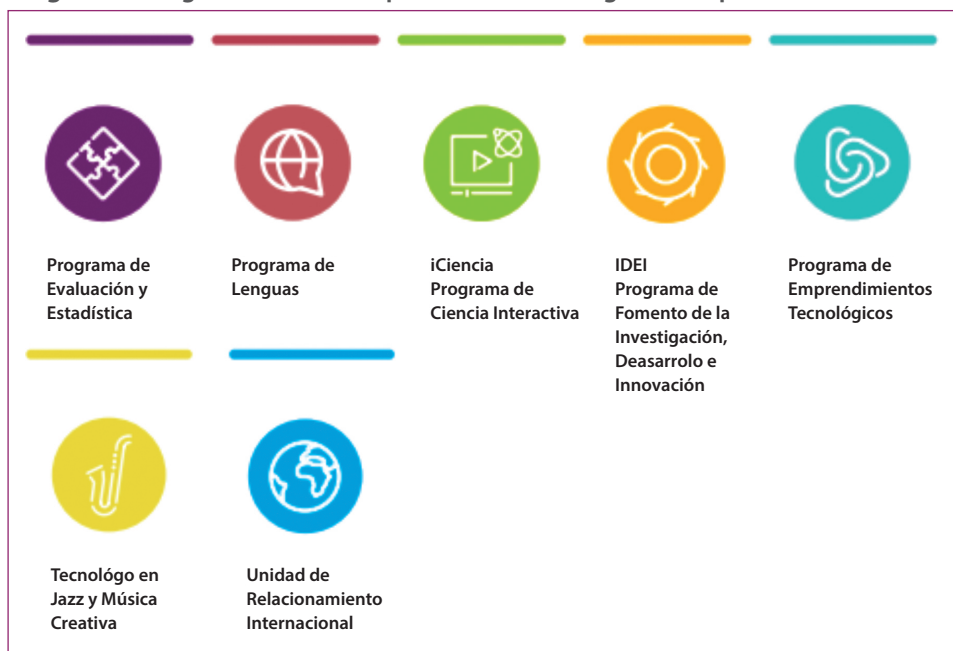 Programa de
Evaluación y
Estadística
Programa de
Lenguas
iCiencia
Programa de
Ciencia Interactiva
IDEI
Programa de
Fomento de la
Investigación,
Deasarrolo e
Innovación
Programa de
Emprendimientos
Tecnológicos
Tecnológo en
Jazz y Música
Creativa
Unidad de
Relacionamiento
Internacional